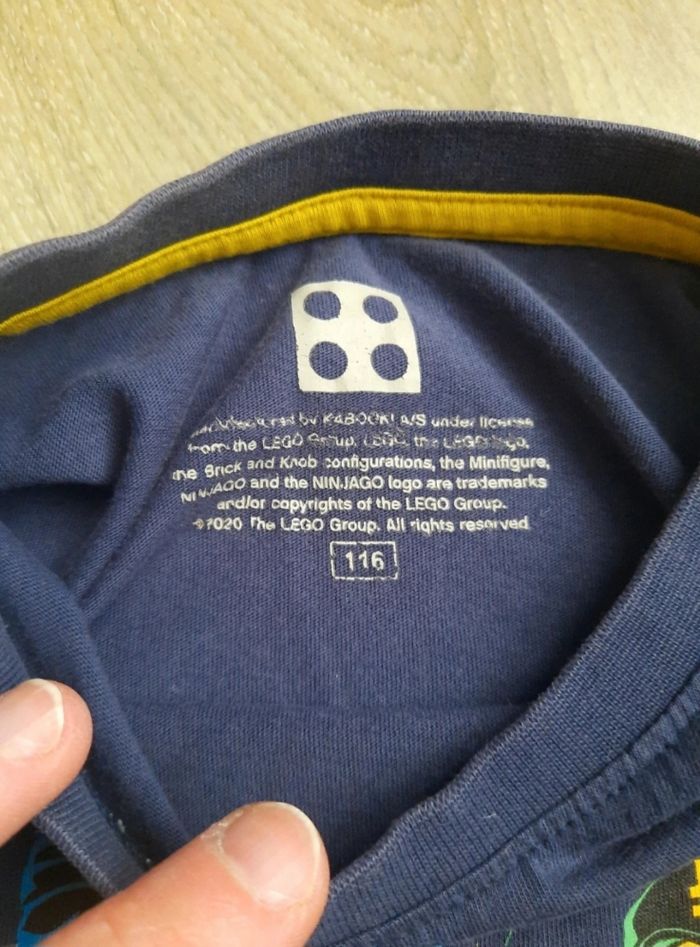 Manufactured by KABOOKI A/S under license
from the LEGO Group. LEGO, the LEGO logo,
the Brick and Knob configurations, the Minifigure,
NINJAGO and the NINJAGO logo are trademarks
and/or copyrights of the LEGO Group.
©2020 The LEGO Group. All rights reserved
116